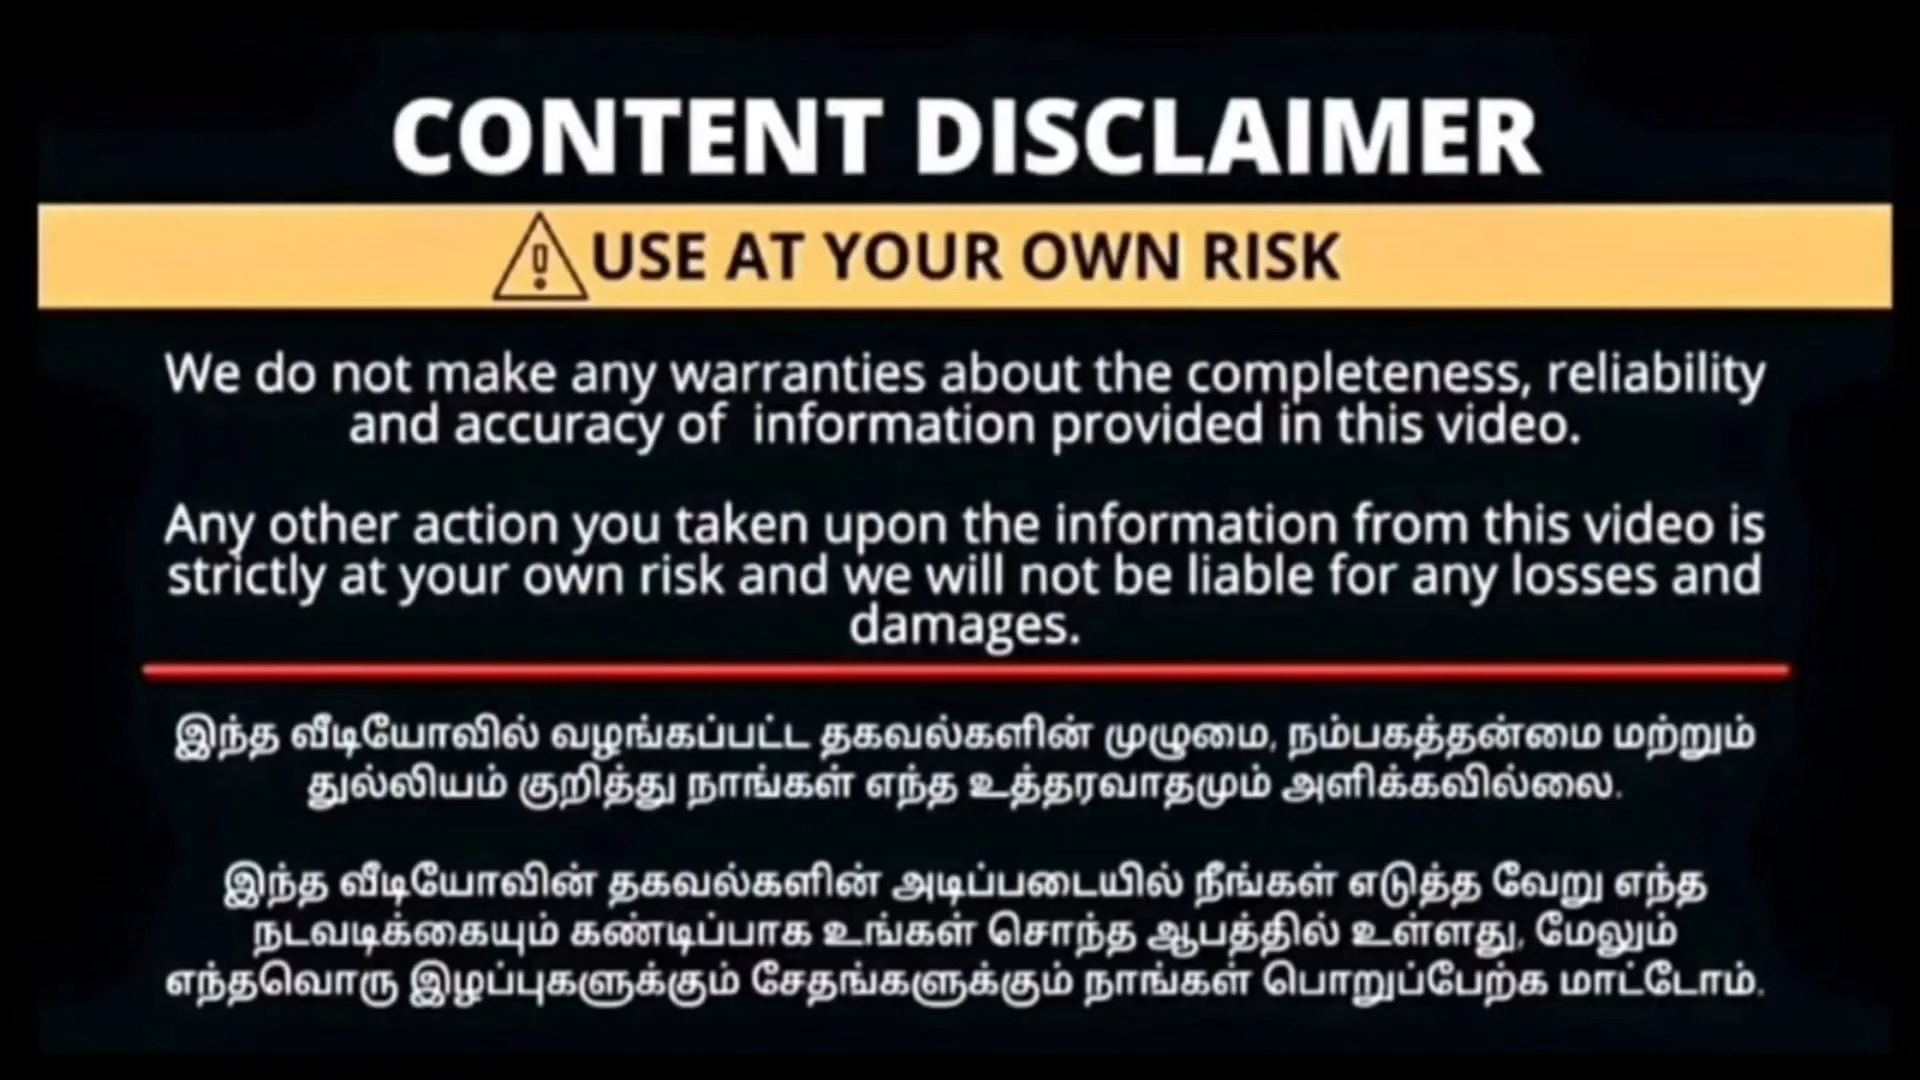 CONTENT DISCLAIMER
USE AT YOUR OWN RISK
We do not make any warranties about the completeness, reliability
and accuracy of information provided in this video.
Any other action you taken upon the information from this video is
strictly at your own risk and we will not be liable for any losses and
damages.
இந்த வீடியோவில் வழங்கப்பட்ட தகவல்களின் முழுமை, நம்பகத்தன்மை மற்றும்
துல்லியம் குறித்து நாங்கள் எந்த உத்தரவாதமும் அளிக்கவில்லை.
இந்த வீடியோவின் தகவல்களின் அடிப்படையில் நீங்கள் எடுத்த வேறு எந்த
நடவடிக்கையும் கண்டிப்பாக உங்கள் சொந்த ஆபத்தில் உள்ளது, மேலும்
எந்தவொரு இழப்புகளுக்கும் சேதங்களுக்கும் நாங்கள் பொறுப்பேற்க மாட்டோம்.